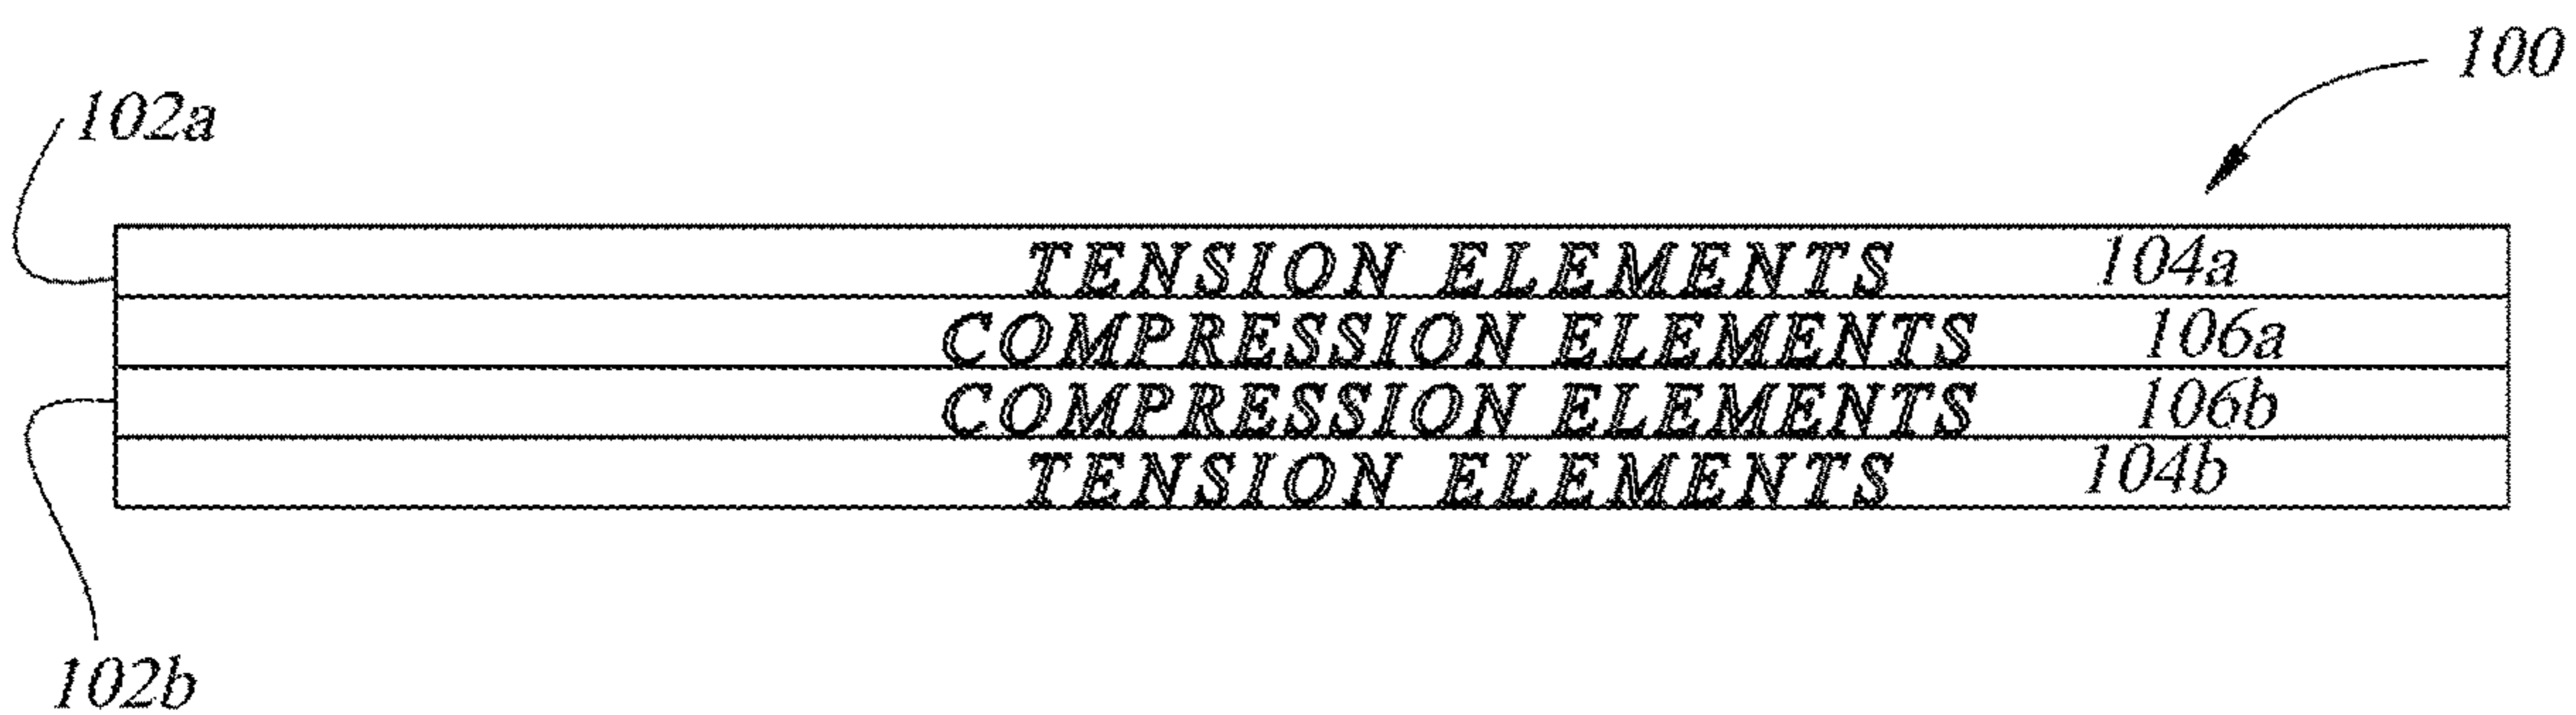 100
102a
TENSION ELEMENTS 104a
COMPRESSION ELEMENTS 106a
COMPRESSION ELEMENTS 106b
TENSION ELEMENTS 104b
102b